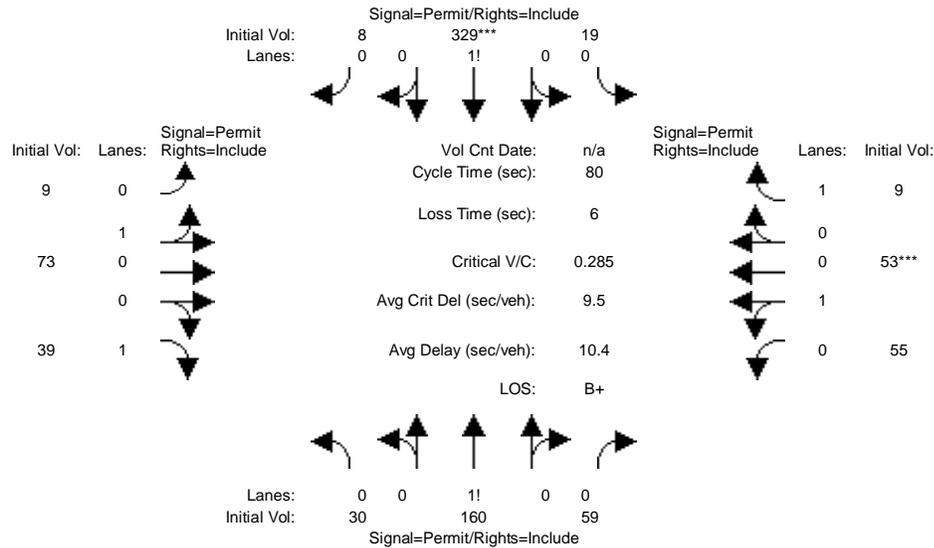 Signal=Permit/Rights=Include
Initial Vol: 8 329*** 19
Lanes: 0 0 1! 0 0
Signal=Permit Signal=Permit
Initial Vol: Lanes: Rights=Include Vol Cnt Date: n/a Rights=Include Lanes: Initial Vol:
Cycle Time (sec): 80
9 0 1 9
Loss Time (sec): 6
1 0
73 0 Critical V/C: 0.285 0 53***
0 Avg Crit Del (sec/veh): 9.5 1
39 1 Avg Delay (sec/veh): 10.4 0 55
LOS: B+
Lanes: 0 0 1! 0 0
Initial Vol: 30 160 59
Signal=Permit/Rights=Include